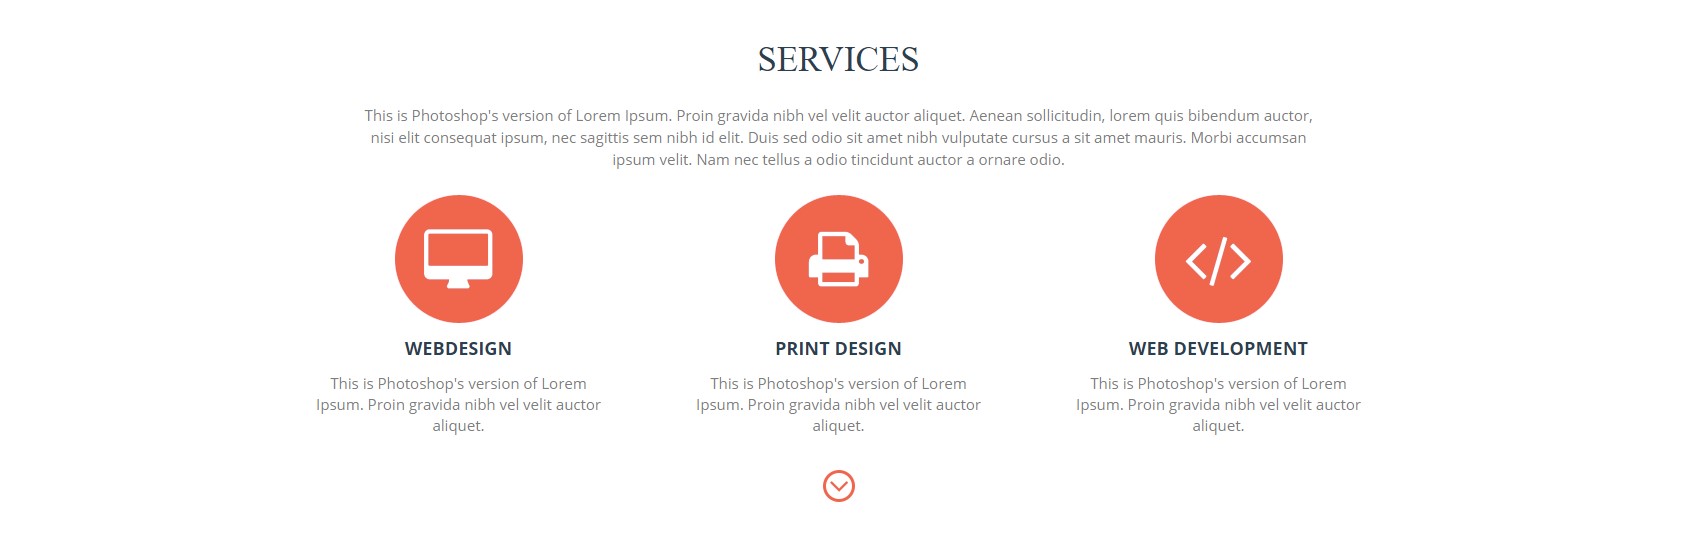 SERVICES
This is Photoshop's version of Lorem Ipsum. Proin gravida nibh vel velit auctor aliquet. Aenean sollicitudin, lorem quis bibendum auctor,
nisi elit consequat ipsum, nec sagittis sem nibh id elit. Duis sed odio sit amet nibh vulputate cursus a sit amet mauris. Morbi accumsan
ipsum velit. Nam nec tellus a odio tincidunt auctor a ornare odio.
WEBDESIGN
This is Photoshop's version of Lorem
Ipsum. Proin gravida nibh vel velit auctor
aliquet.
PRINT DESIGN
This is Photoshop's version of Lorem
Ipsum. Proin gravida nibh vel velit auctor
aliquet.
WEB DEVELOPMENT
This is Photoshop's version of Lorem
Ipsum. Proin gravida nibh vel velit auctor
aliquet.